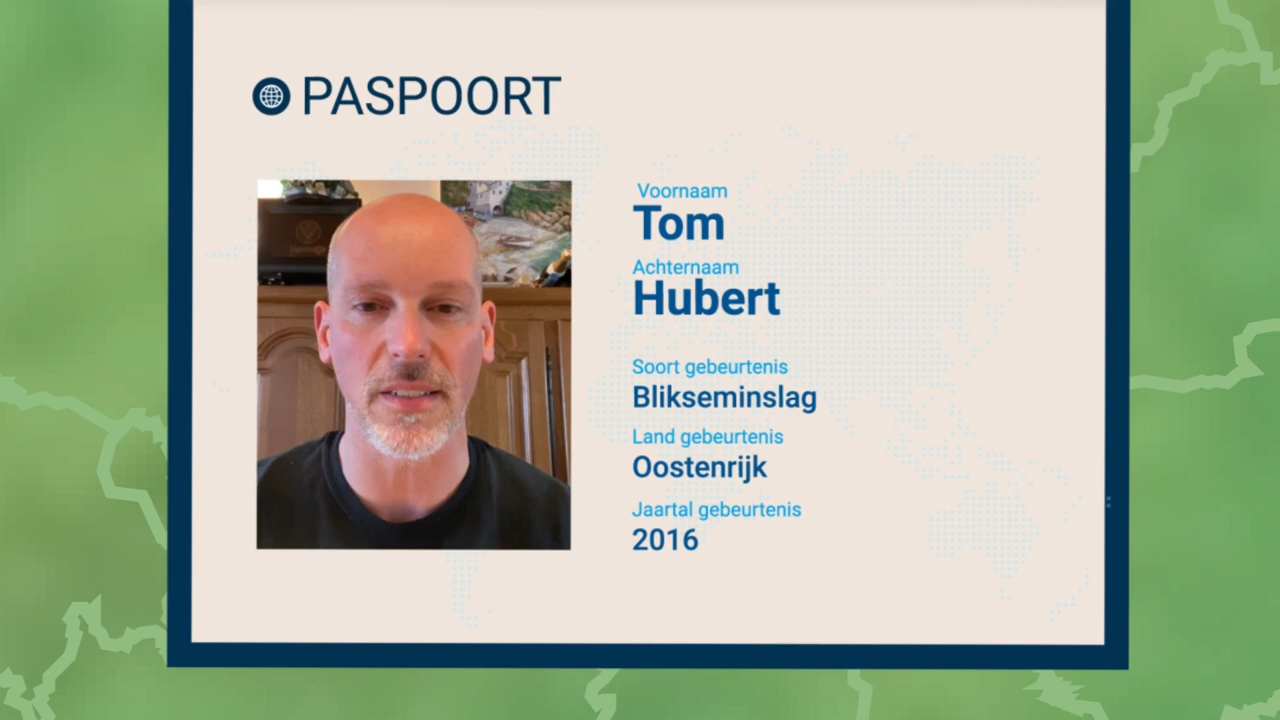 PASPOORT
Voornaam
Tom
Achternaam
Hubert
Soort gebeurtenis
Blikseminslag
Land gebeurtenis
Oostenrijk
Jaartal gebeurtenis
2016